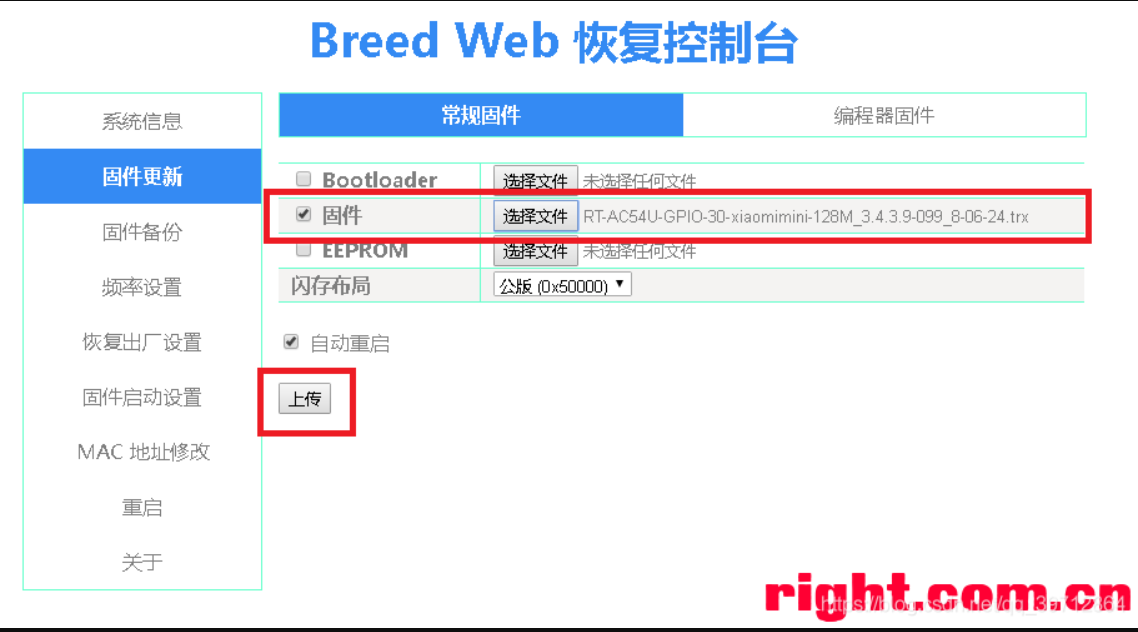 Breed Web 恢复控制台
系统信息
固件更新
固件备份
频率设置
恢复出厂设置
固件启动设置
MAC 地址修改
重启
关于
常规固件 编程器固件
Bootloader 选择文件 未选择任何文件
固件 选择文件 RT-AC54U-GPIO-30-xiaomimini-128M_3.4.3.9-099_8-06-24.trx
EEPROM 选择文件 未选择任何文件
闪存布局 公版 (0x50000)
自动重启
上传
right.com.cn